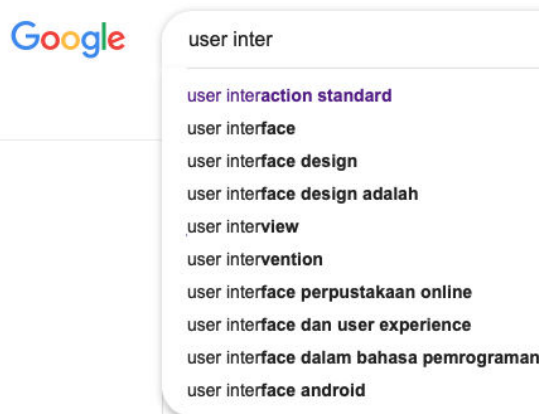 Google
user inter
user interaction standard
user interface
user interface design
user interface design adalah
user interview
user intervention
user interface perpustakaan online
user interface dan user experience
user interface dalam bahasa pemrograman
user interface android